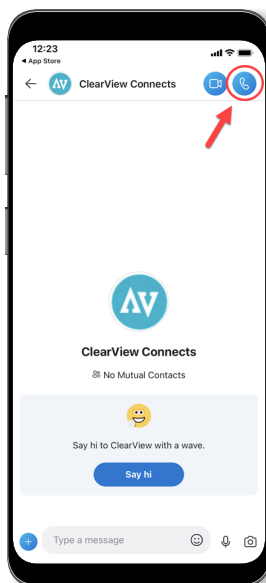 12:23
◀ App Store
AV ClearView Connects
AV
ClearView Connects
No Mutual Contacts
Say hi to ClearView with a wave.
Say hi
Type a message